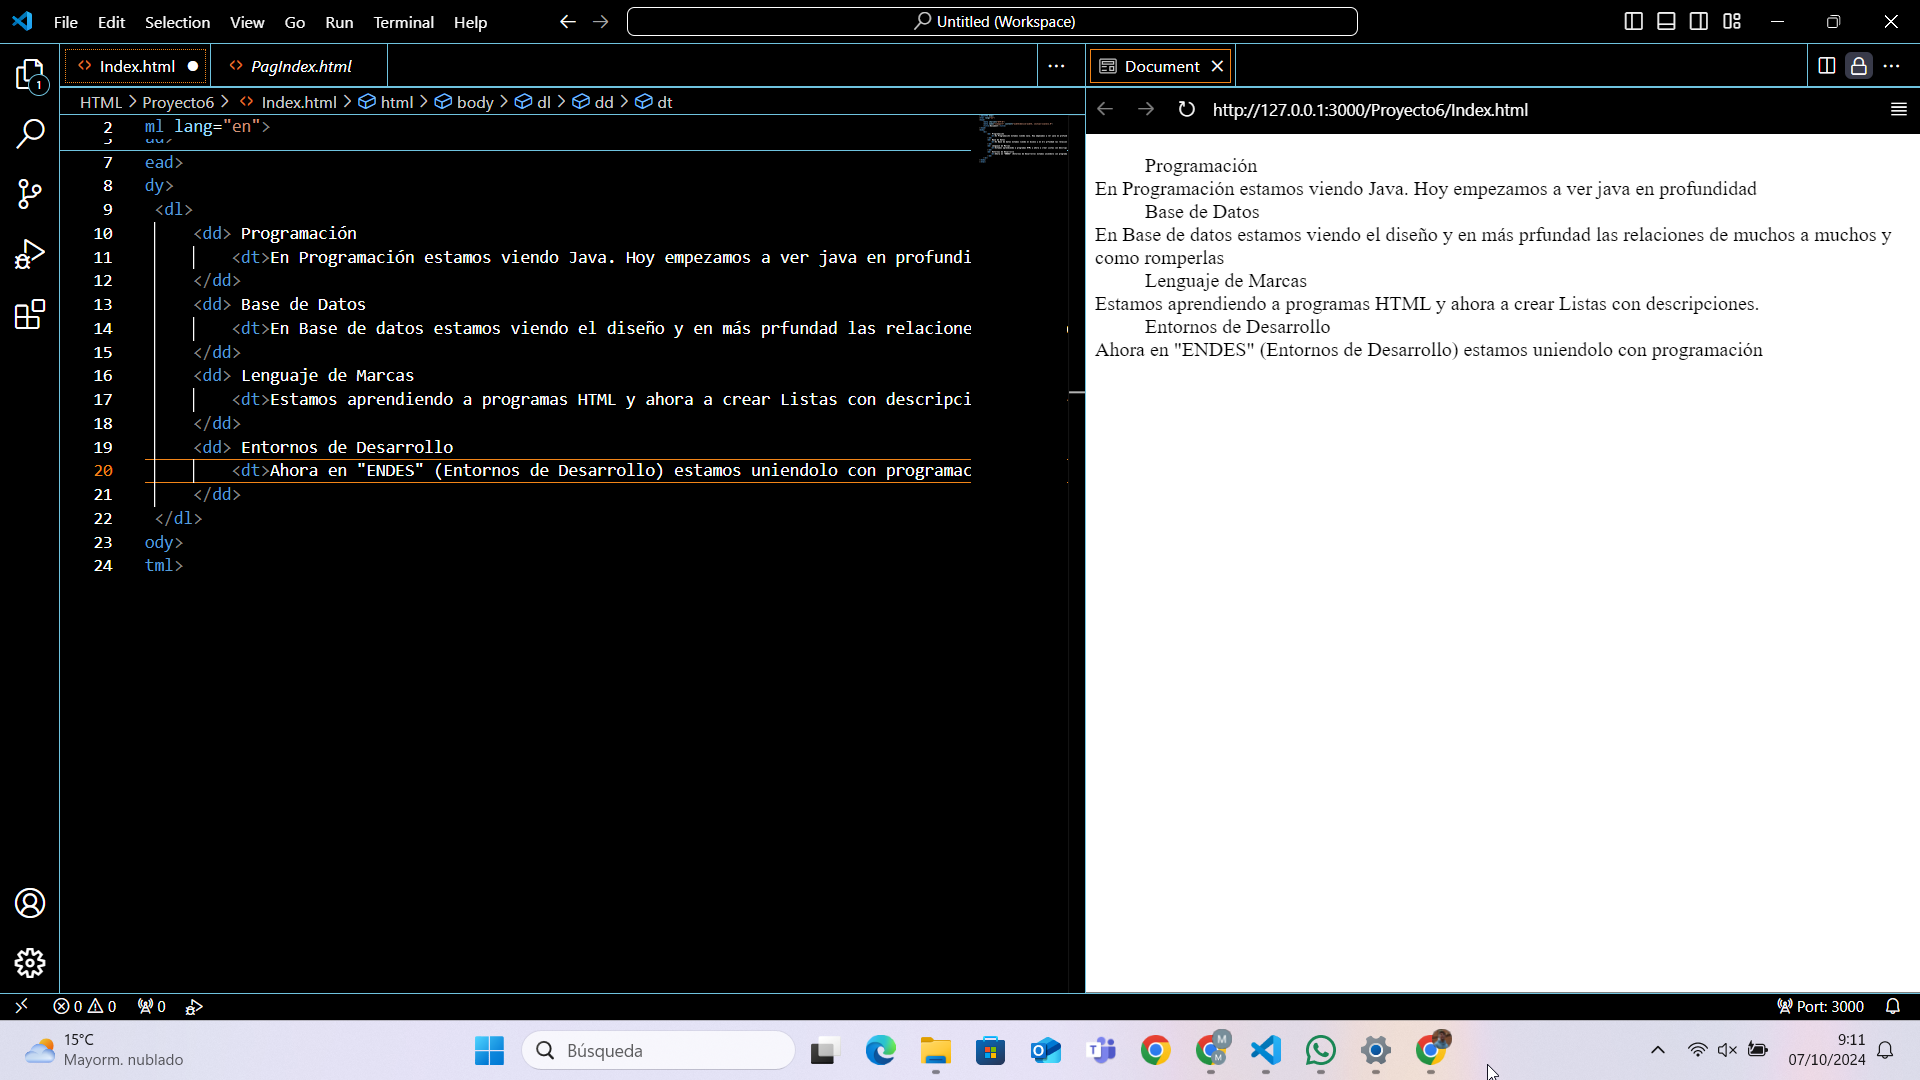 File Edit Selection View Go Run Terminal Help
Untitled (Workspace)
Index.html PagIndex.html
Document
HTML > Proyecto6 > Index.html > html > body > dl > dd > dt
http://127.0.0.1:3000/Proyecto6/Index.html
2 ml lang="en">
7 ead>
8 dy>
9 <dl>
10 <dd> Programación
11 <dt>En Programación estamos viendo Java. Hoy empezamos a ver java en profundi
12 </dd>
13 <dd> Base de Datos
14 <dt>En Base de datos estamos viendo el diseño y en más prfundad las relacione
15 </dd>
16 <dd> Lenguaje de Marcas
17 <dt>Estamos aprendiendo a programas HTML y ahora a crear Listas con descripci
18 </dd>
19 <dd> Entornos de Desarrollo
20 <dt>Ahora en "ENDES" (Entornos de Desarrollo) estamos uniendolo con programac
21 </dd>
22 </dl>
23 ody>
24 tml>
Programación
En Programación estamos viendo Java. Hoy empezamos a ver java en profundidad
Base de Datos
En Base de datos estamos viendo el diseño y en más prfundad las relaciones de muchos a muchos y
como romperlas
Lenguaje de Marcas
Estamos aprendiendo a programas HTML y ahora a crear Listas con descripciones.
Entornos de Desarrollo
Ahora en "ENDES" (Entornos de Desarrollo) estamos uniendolo con programación
1
0 0 0
Port: 3000
15°C
Mayorm. nublado
Búsqueda
9:11
07/10/2024